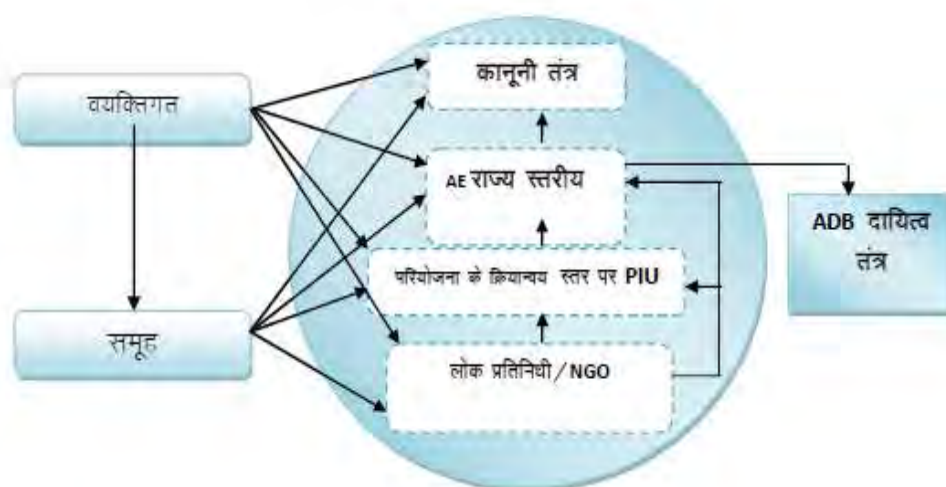 वयक्तिगत
समूह
कानूनी तंत्र
AE राज्य स्तरीय
परियोजना के क्रियान्वय स्तर पर PIU
लोक प्रतिनिधी/NGO
ADB दायित्व
तंत्र